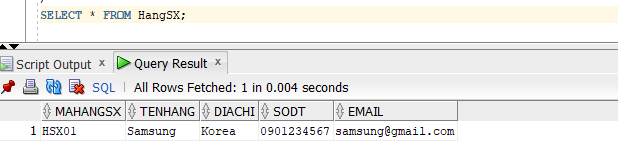 SELECT * FROM HangSX;
Script Output x Query Result x
SQL | All Rows Fetched: 1 in 0.004 seconds
MAHANGSX TENHANG DIACHI SODT EMAIL
1 HSX01 Samsung Korea 0901234567 samsung@gmail.com